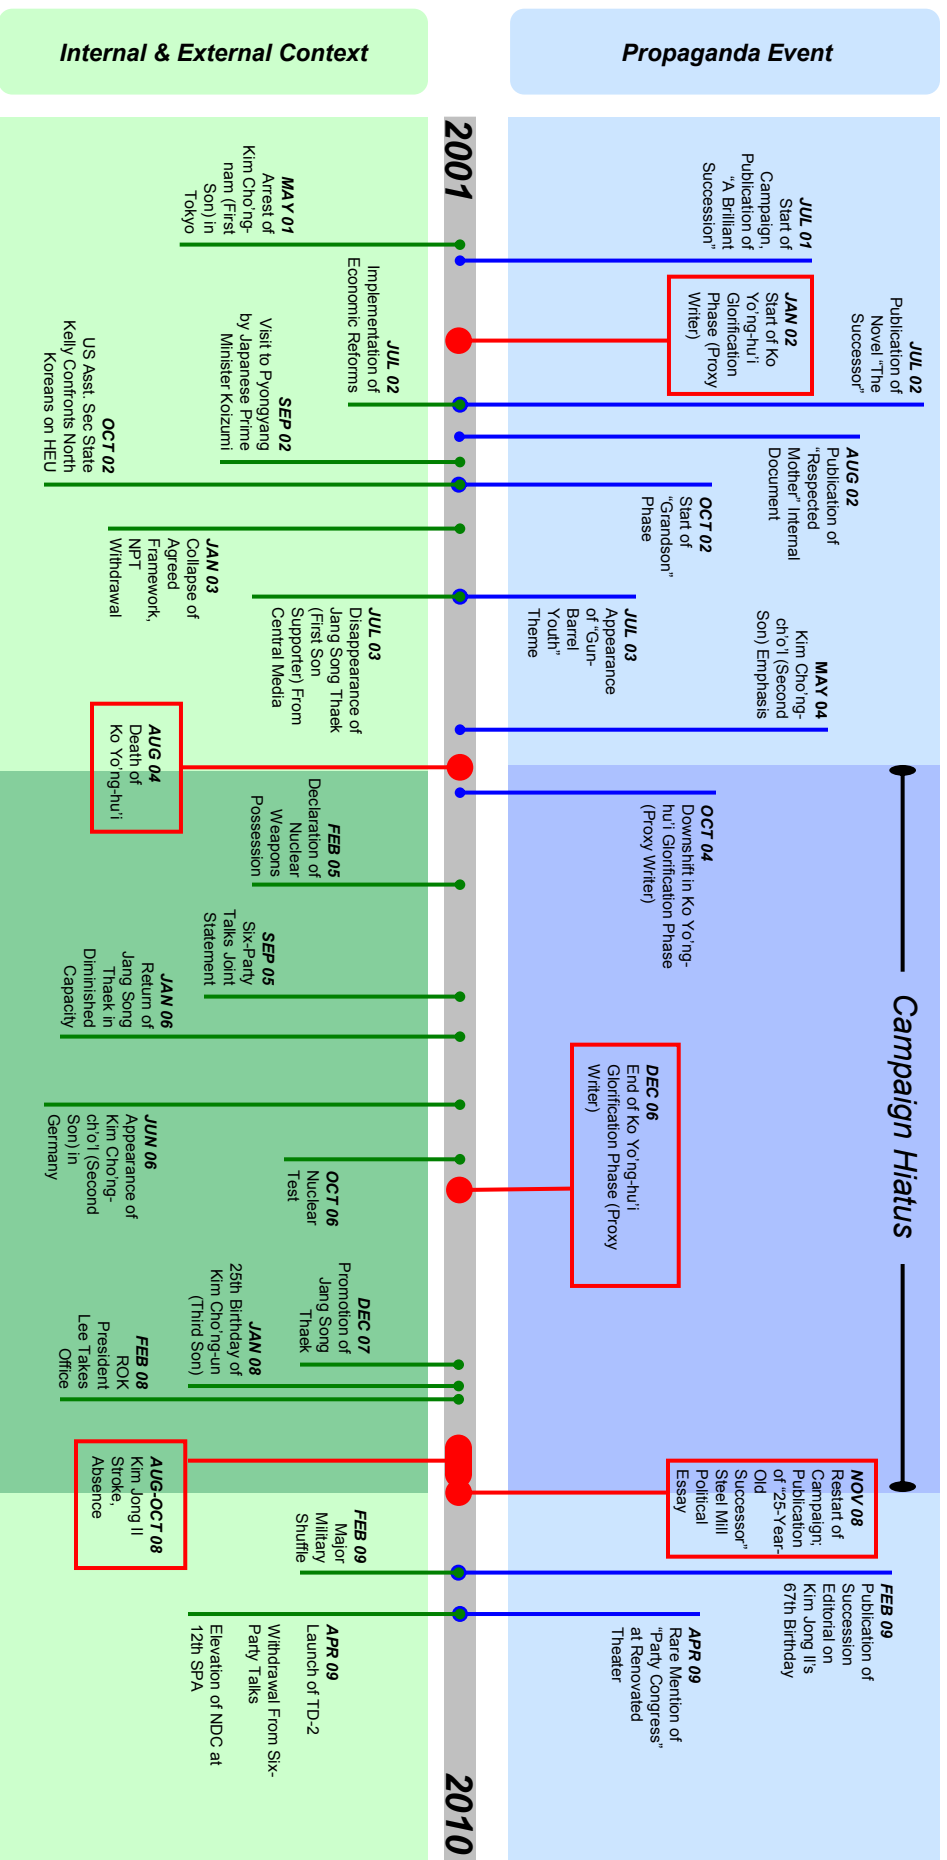 Internal & External Context
Propaganda Event
2001
JUL 01
Start of
Campaign,
Publication of
"A Brilliant
Succession"
JAN 02
Start of Ko
Yo'ng-hu'i
Glorification
Phase (Proxy
Writer)
JUL 02
Publication of
Novel "The
Successor"
AUG 02
Publication of
"Respected
Mother" Internal
Document
OCT 02
Start of
"Grandson"
Phase
JUL 03
Appearance
of "Gun-
Barrel
Youth"
Theme
MAY 04
Kim Cho'ng-
ch'o'l (Second
Son) Emphasis
Campaign Hiatus
OCT 04
Downshift in Ko Yo'ng-
hu'i Glorification Phase
(Proxy Writer)
DEC 06
End of Ko Yo'ng-hu'i
Glorification Phase (Proxy
Writer)
NOV 08
Restart of
Campaign;
Publication
of "25-Year-
Old
Successor"
Steel Mill
Political
Essay
FEB 09
Publication of
Succession
Editorial on
Kim Jong Il's
67th Birthday
APR 09
Rare Mention of
"Party Congress"
at Renovated
Theater
MAY 01
Arrest of
Kim Cho'ng-
nam (First
Son) in
Tokyo
JUL 02
Implementation of
Economic Reforms
SEP 02
Visit to Pyongyang
by Japanese Prime
Minister Koizumi
OCT 02
US Asst. Sec State
Kelly Confronts North
Koreans on HEU
JAN 03
Collapse of
Agreed
Framework,
NPT
Withdrawal
JUL 03
Disappearance of
Jang Song Thaek
(First Son
Supporter) From
Central Media
AUG 04
Death of
Ko Yo'ng-hu'i
FEB 05
Declaration of
Nuclear
Weapons
Possession
SEP 05
Six-Party
Talks Joint
Statement
JAN 06
Return of
Jang Song
Thaek in
Diminished
Capacity
JUN 06
Appearance of
Kim Cho'ng-
ch'o'l (Second
Son) in
Germany
OCT 06
Nuclear
Test
DEC 07
Promotion of
Jang Song
Thaek
JAN 08
25th Birthday of
Kim Cho'ng-un
(Third Son)
FEB 08
ROK
President
Lee Takes
Office
AUG-OCT 08
Kim Jong Il
Stroke,
Absence
FEB 09
Major
Military
Shuffle
APR 09
Launch of TD-2
Withdrawal From Six-
Party Talks
Elevation of NDC at
12th SPA
2010